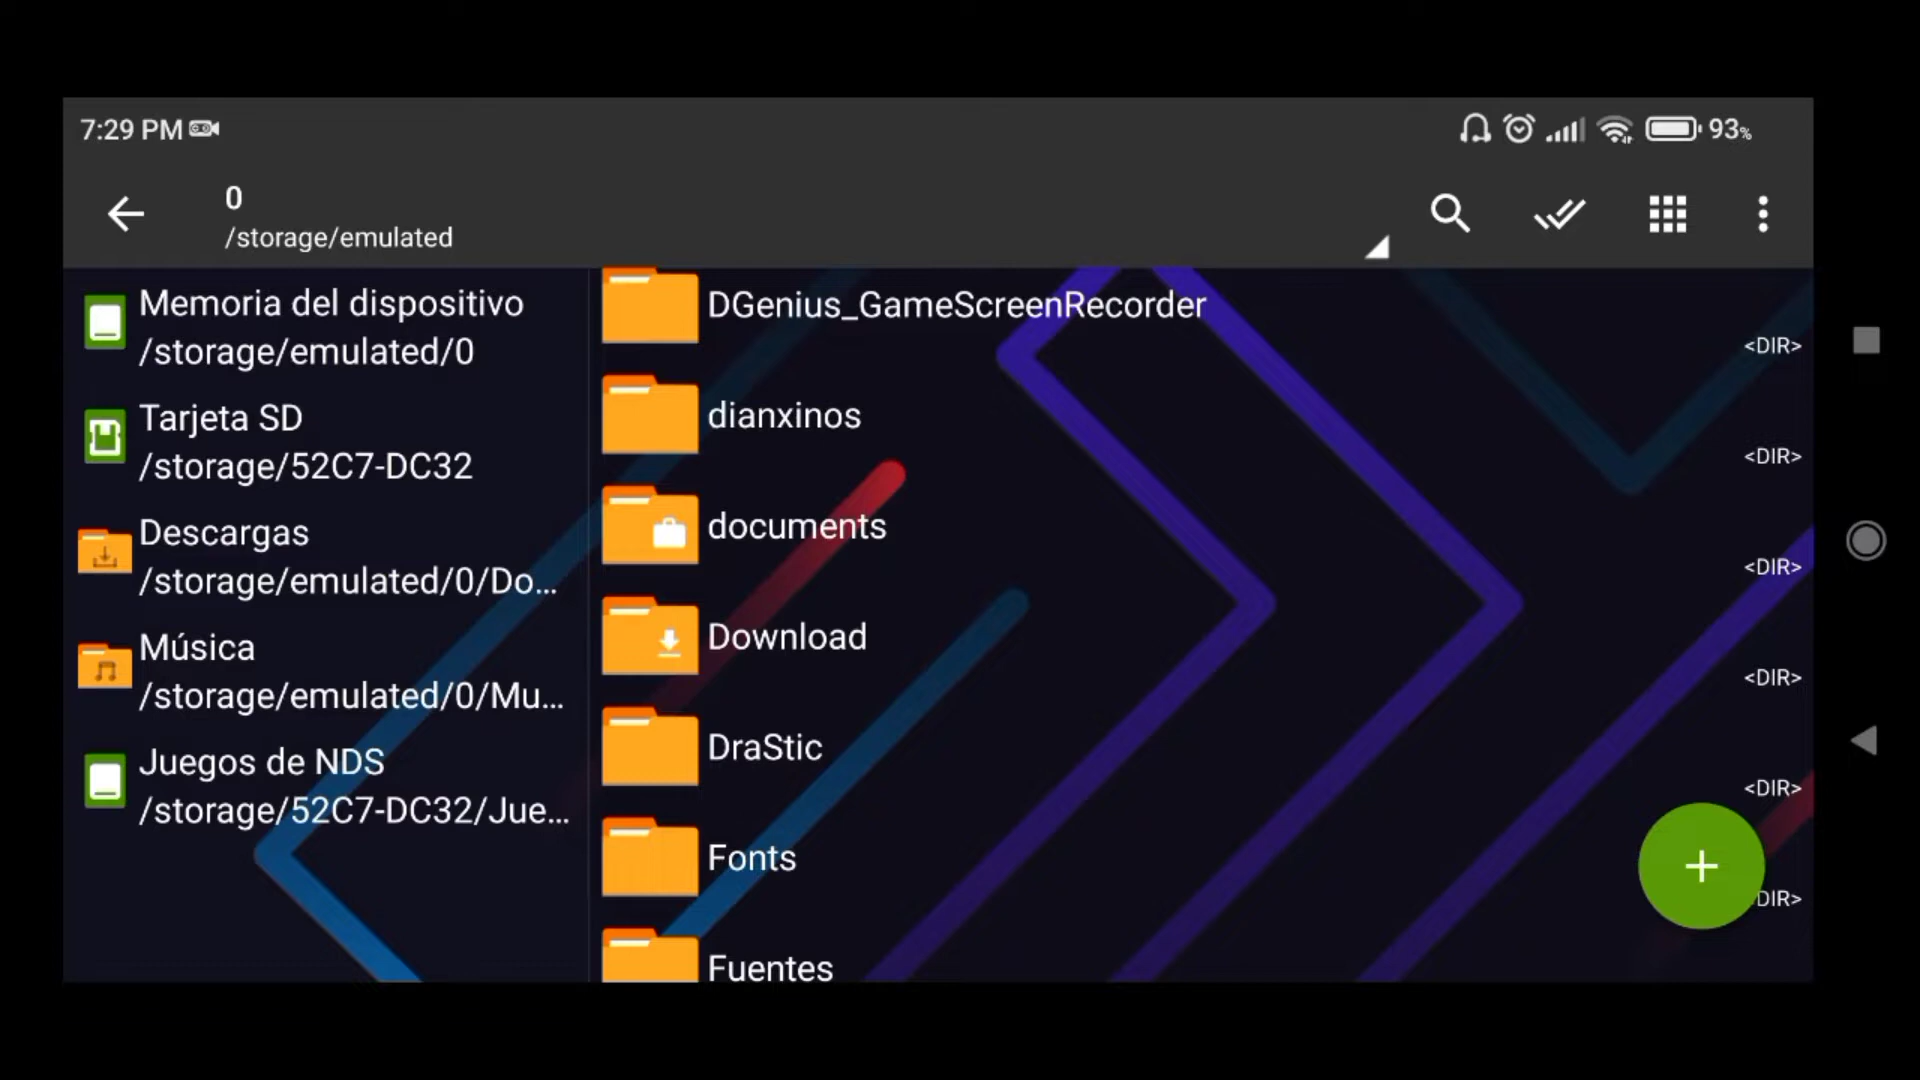 7:29 PM
93%
0
/storage/emulated
Memoria del dispositivo
/storage/emulated/0
Tarjeta SD
/storage/52C7-DC32
Descargas
/storage/emulated/0/Do...
Música
/storage/emulated/0/Mu...
Juegos de NDS
/storage/52C7-DC32/Jue...
DGenius_GameScreenRecorder
<DIR>
dianxinos
<DIR>
documents
<DIR>
Download
<DIR>
DraStic
<DIR>
Fonts
DIR>
Fuentes